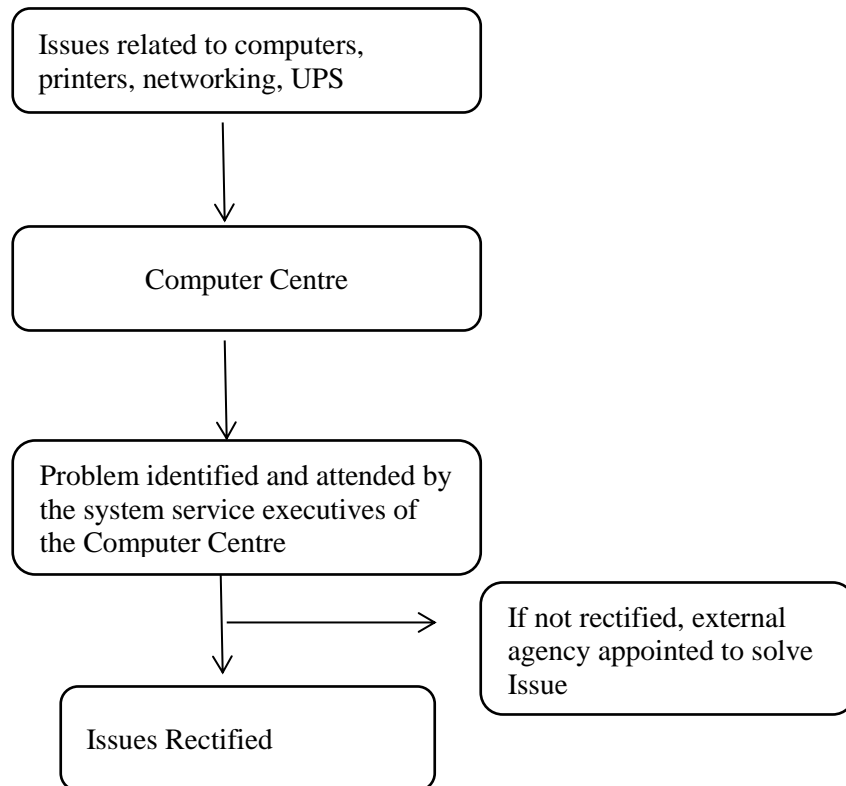 Issues related to computers,
printers, networking, UPS
Computer Centre
Problem identified and attended by
the system service executives of
the Computer Centre
If not rectified, external
agency appointed to solve
Issue
Issues Rectified